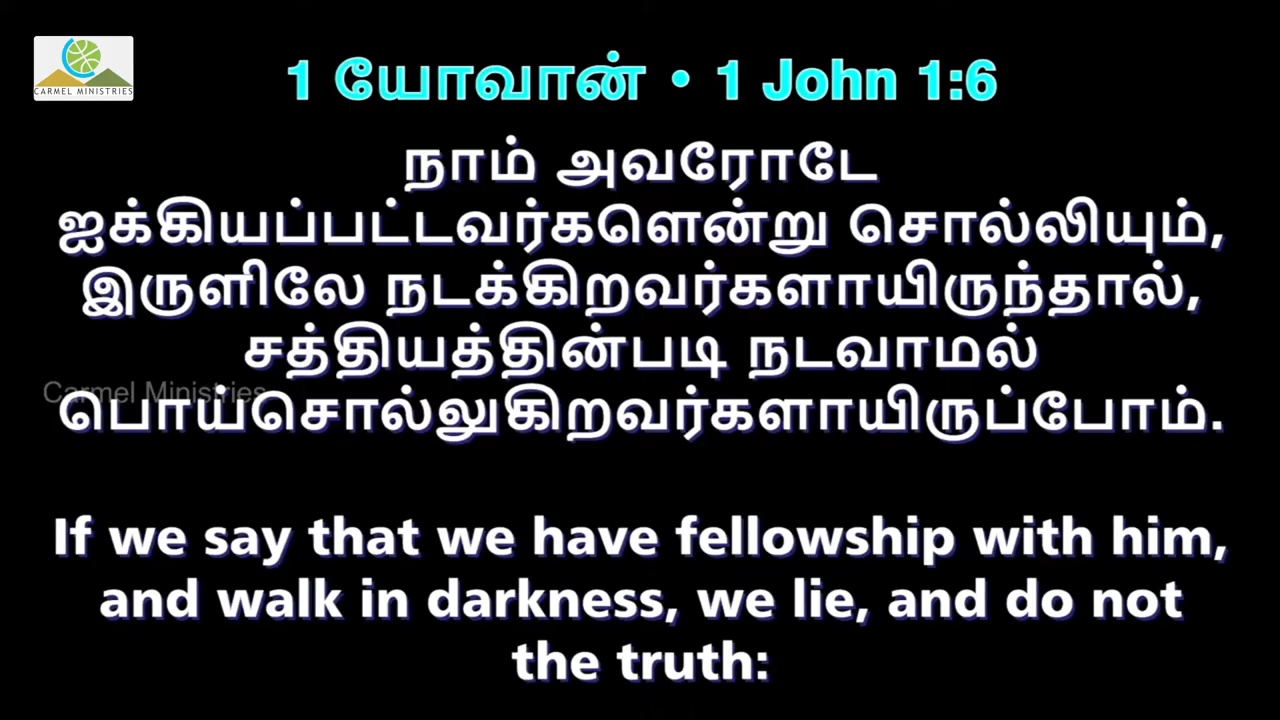 CARMEL MINISTRIES
1 யோவான் • 1 John 1:6
நாம் அவரோடே
ஐக்கியப்பட்டவர்களென்று சொல்லியும்,
இருளிலே நடக்கிறவர்களாயிருந்தால்,
சத்தியத்தின்படி நடவாமல்
Carmel Ministries
பொய்சொல்லுகிறவர்களாயிருப்போம்.
If we say that we have fellowship with him,
and walk in darkness, we lie, and do not
the truth: